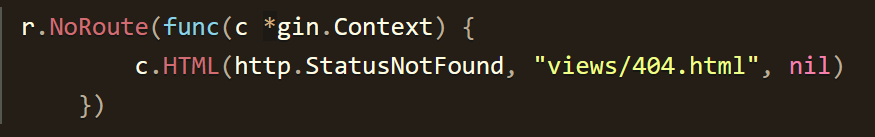 r.NoRoute(func(c *gin.Context) {
c.HTML(http.StatusNotFound, "views/404.html", nil)
})